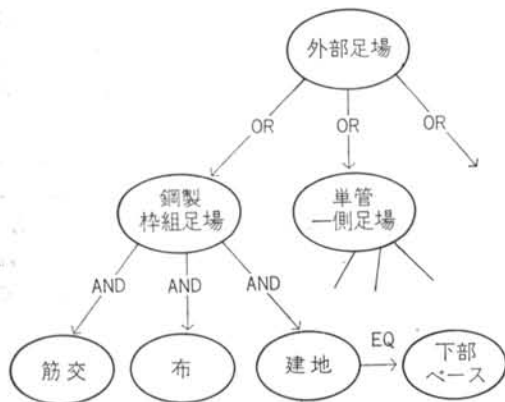 外部足場
OR
OR
OR
鋼製
枠組足場
単管
一側足場
AND
AND
AND
筋交
布
建地
EQ
下部
ベース